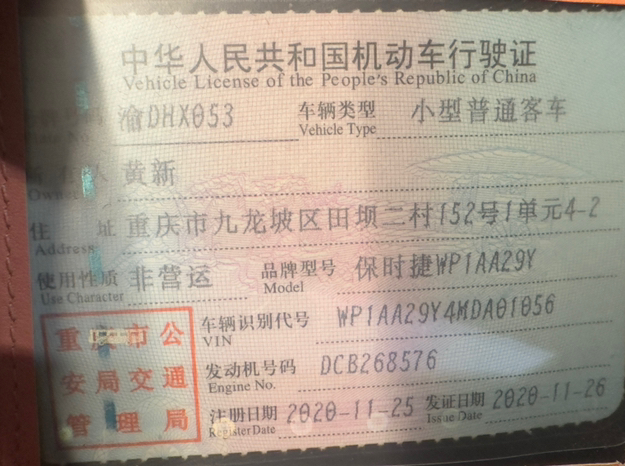 中华人民共和国机动车行驶证
Vehicle License of the People's Republic of China
渝DHX053 车辆类型 小型普通客车
Vehicle Type
人 黄新
Owner
住 址 重庆市九龙坡区田坝二村152号1单元4-2
Address
使用性质 非营运 品牌型号 保时捷WP1AA29Y
Use Character Model
车辆识别代号 WP1AA29Y4MDA01056
VIN
发动机号码 DCB268576
Engine No.
注册日期 2020-11-25 发证日期 2020-11-26
Register Date Issue Date
重庆市公
安局交通
管理局